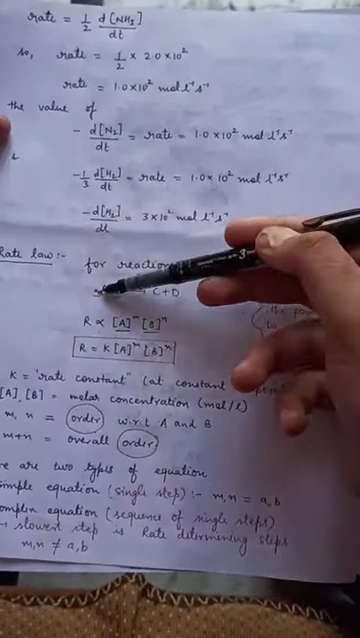 rate = 1/2 d[NH3]/dt
so, rate = 1/2 × 2.0×10²
rate = 1.0×10² mol l⁻¹s⁻¹
the value of
- d[N2]/dt = rate = 1.0×10² mol l⁻¹s⁻¹
-1/3 d[H2]/dt = rate = 1.0×10² mol l⁻¹s⁻¹
-d[H2]/dt = 3×10² mol l⁻¹s⁻¹
Rate law:- for reaction
C+D
R ∝ [A]^m [B]^n
R = K [A]^m [B]^n
K = "rate constant" (at constant
[A], [B] = molar concentration (mol/l)
m, n = order w.r.t A and B
m+n = overall order
are two types of equation
simple equation (single step) :- m,n = a,b
complex equation (sequence of single steps)
→ slowest step is Rate determining steps
m,n ≠ a,b